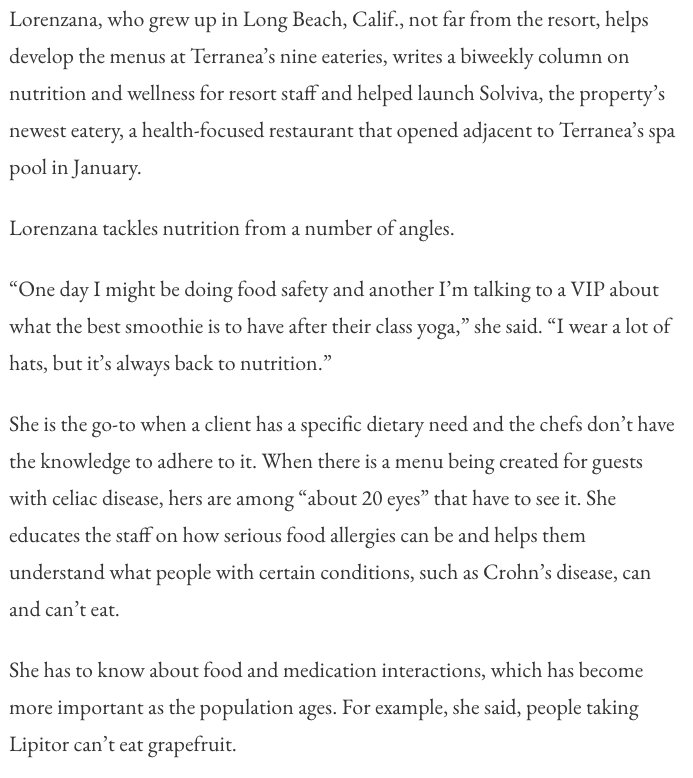 Lorenzana, who grew up in Long Beach, Calif., not far from the resort, helps
develop the menus at Terranea’s nine eateries, writes a biweekly column on
nutrition and wellness for resort staff and helped launch Solviva, the property’s
newest eatery, a health-focused restaurant that opened adjacent to Terranea’s spa
pool in January.
Lorenzana tackles nutrition from a number of angles.
“One day I might be doing food safety and another I’m talking to a VIP about
what the best smoothie is to have after their class yoga,” she said. “I wear a lot of
hats, but it’s always back to nutrition.”
She is the go-to when a client has a specific dietary need and the chefs don’t have
the knowledge to adhere to it. When there is a menu being created for guests
with celiac disease, hers are among “about 20 eyes” that have to see it. She
educates the staff on how serious food allergies can be and helps them
understand what people with certain conditions, such as Crohn’s disease, can
and can’t eat.
She has to know about food and medication interactions, which has become
more important as the population ages. For example, she said, people taking
Lipitor can’t eat grapefruit.